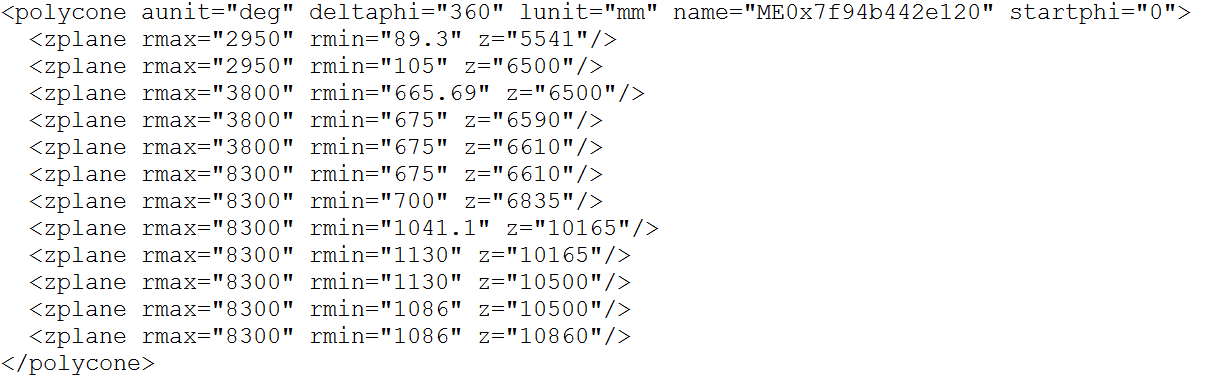 <polycone aunit="deg" deltaphi="360" lunit="mm" name="ME0x7f94b442e120" startphi="0">
  <zplane rmax="2950" rmin="89.3" z="5541"/>
  <zplane rmax="2950" rmin="105" z="6500"/>
  <zplane rmax="3800" rmin="665.69" z="6500"/>
  <zplane rmax="3800" rmin="675" z="6590"/>
  <zplane rmax="3800" rmin="675" z="6610"/>
  <zplane rmax="8300" rmin="675" z="6610"/>
  <zplane rmax="8300" rmin="700" z="6835"/>
  <zplane rmax="8300" rmin="1041.1" z="10165"/>
  <zplane rmax="8300" rmin="1130" z="10165"/>
  <zplane rmax="8300" rmin="1130" z="10500"/>
  <zplane rmax="8300" rmin="1086" z="10500"/>
  <zplane rmax="8300" rmin="1086" z="10860"/>
</polycone>